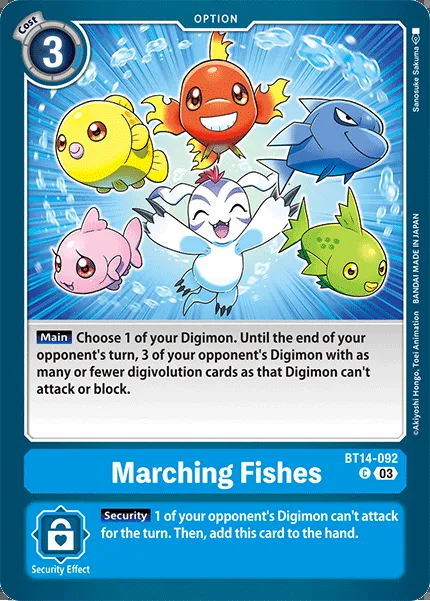 OPTION
Cost
3
Sanosuke Sakuma
©Akiyoshi Hongo, Toei Animation BANDAI MADE IN JAPAN
Main Choose 1 of your Digimon. Until the end of your
opponent's turn, 3 of your opponent's Digimon with as
many or fewer digivolution cards as that Digimon can't
attack or block.
BT14-092
Marching Fishes
C 03
Security 1 of your opponent's Digimon can't attack
for the turn. Then, add this card to the hand.
Security Effect